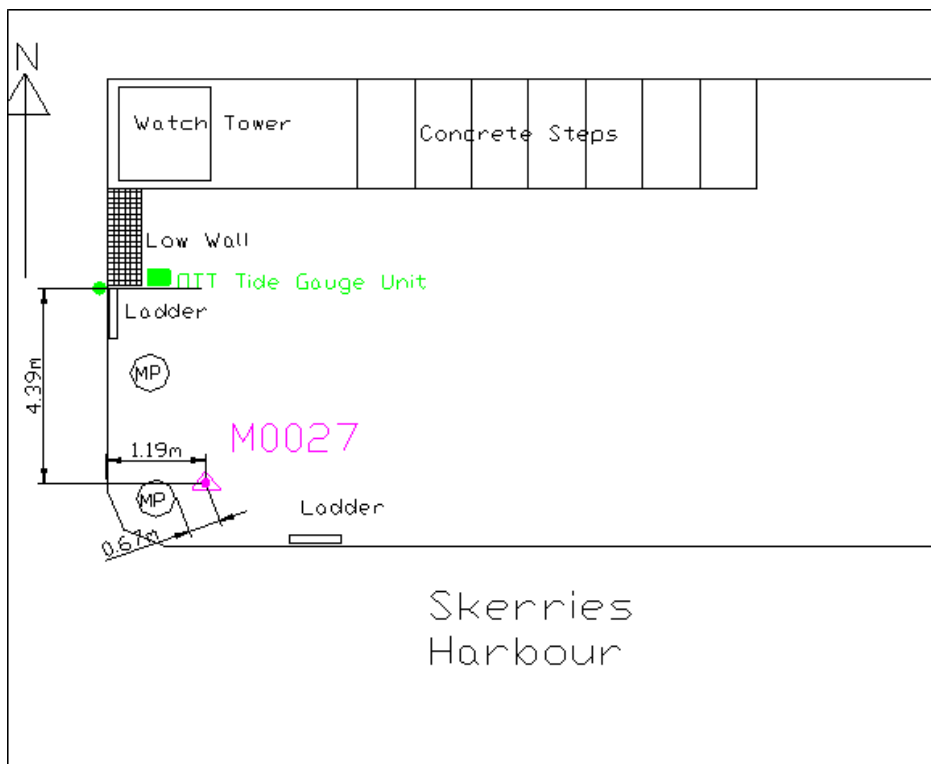 N
Watch Tower
Concrete Steps
Low Wall
OTT Tide Gauge Unit
Ladder
MP
4.39m
M0027
1.19m
MP
Ladder
0.67m
Skerries
Harbour